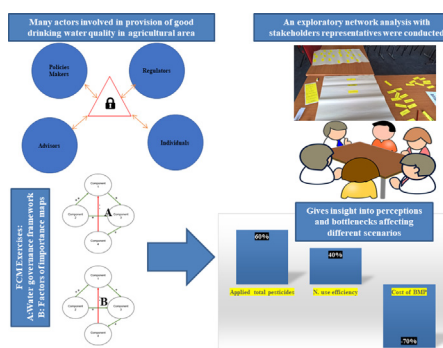 Many actors involved in provision of good
drinking water quality in agricultural area
An exploratory network analysis with
stakeholders representatives were conducted
Policies
Makers
Regulators
Advisors
Individuals
FCM Exercises:
A:Water governance framework
B: Factors of importance maps
A
B
Gives insight into perceptions
and bottlenecks affecting
different scenarios
60%
40%
Applied total pesticides
N. use efficiency
Cost of BMP
-70%